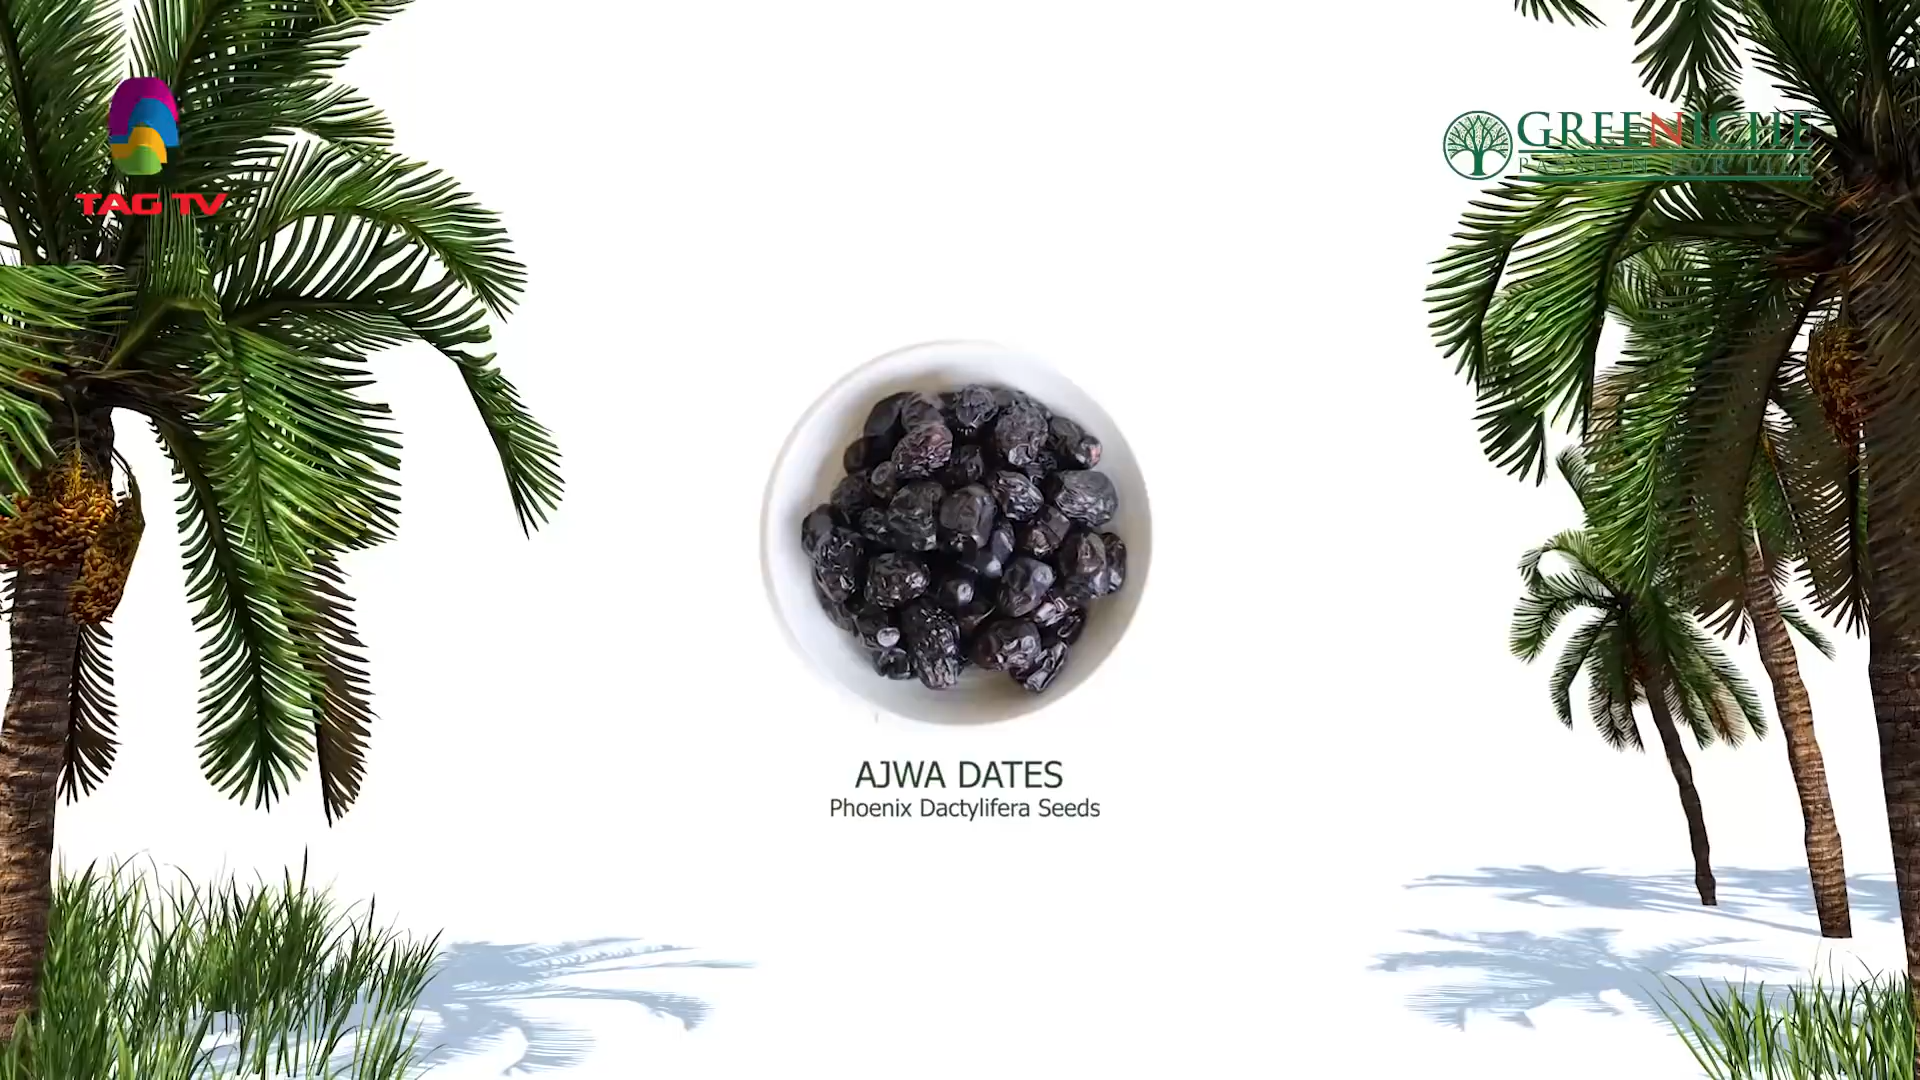 TAG TV
GREENICHE
PASSION FOR LIFE
AJWA DATES
Phoenix Dactylifera Seeds